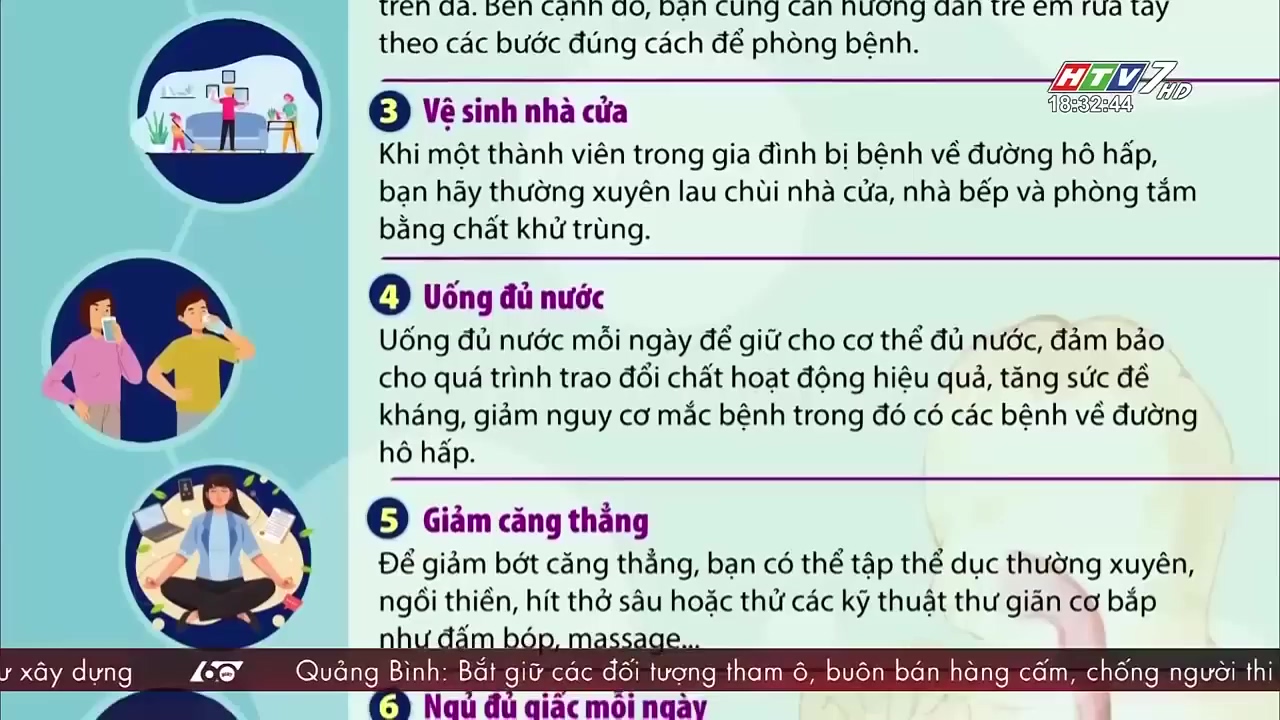 trên da. Bên cạnh đó, bạn cũng cần hướng dẫn trẻ em rửa tay
theo các bước đúng cách để phòng bệnh.
HTV7 HD
18:32:44
3 Vệ sinh nhà cửa
Khi một thành viên trong gia đình bị bệnh về đường hô hấp,
bạn hãy thường xuyên lau chùi nhà cửa, nhà bếp và phòng tắm
bằng chất khử trùng.
4 Uống đủ nước
Uống đủ nước mỗi ngày để giữ cho cơ thể đủ nước, đảm bảo
cho quá trình trao đổi chất hoạt động hiệu quả, tăng sức đề
kháng, giảm nguy cơ mắc bệnh trong đó có các bệnh về đường
hô hấp.
5 Giảm căng thẳng
Để giảm bớt căng thẳng, bạn có thể tập thể dục thường xuyên,
ngồi thiền, hít thở sâu hoặc thử các kỹ thuật thư giãn cơ bắp
như đấm bóp, massage...
ư xây dựng 60 giây Quảng Bình: Bắt giữ các đối tượng tham ô, buôn bán hàng cấm, chống người thi
6 Ngủ đủ giấc mỗi ngày